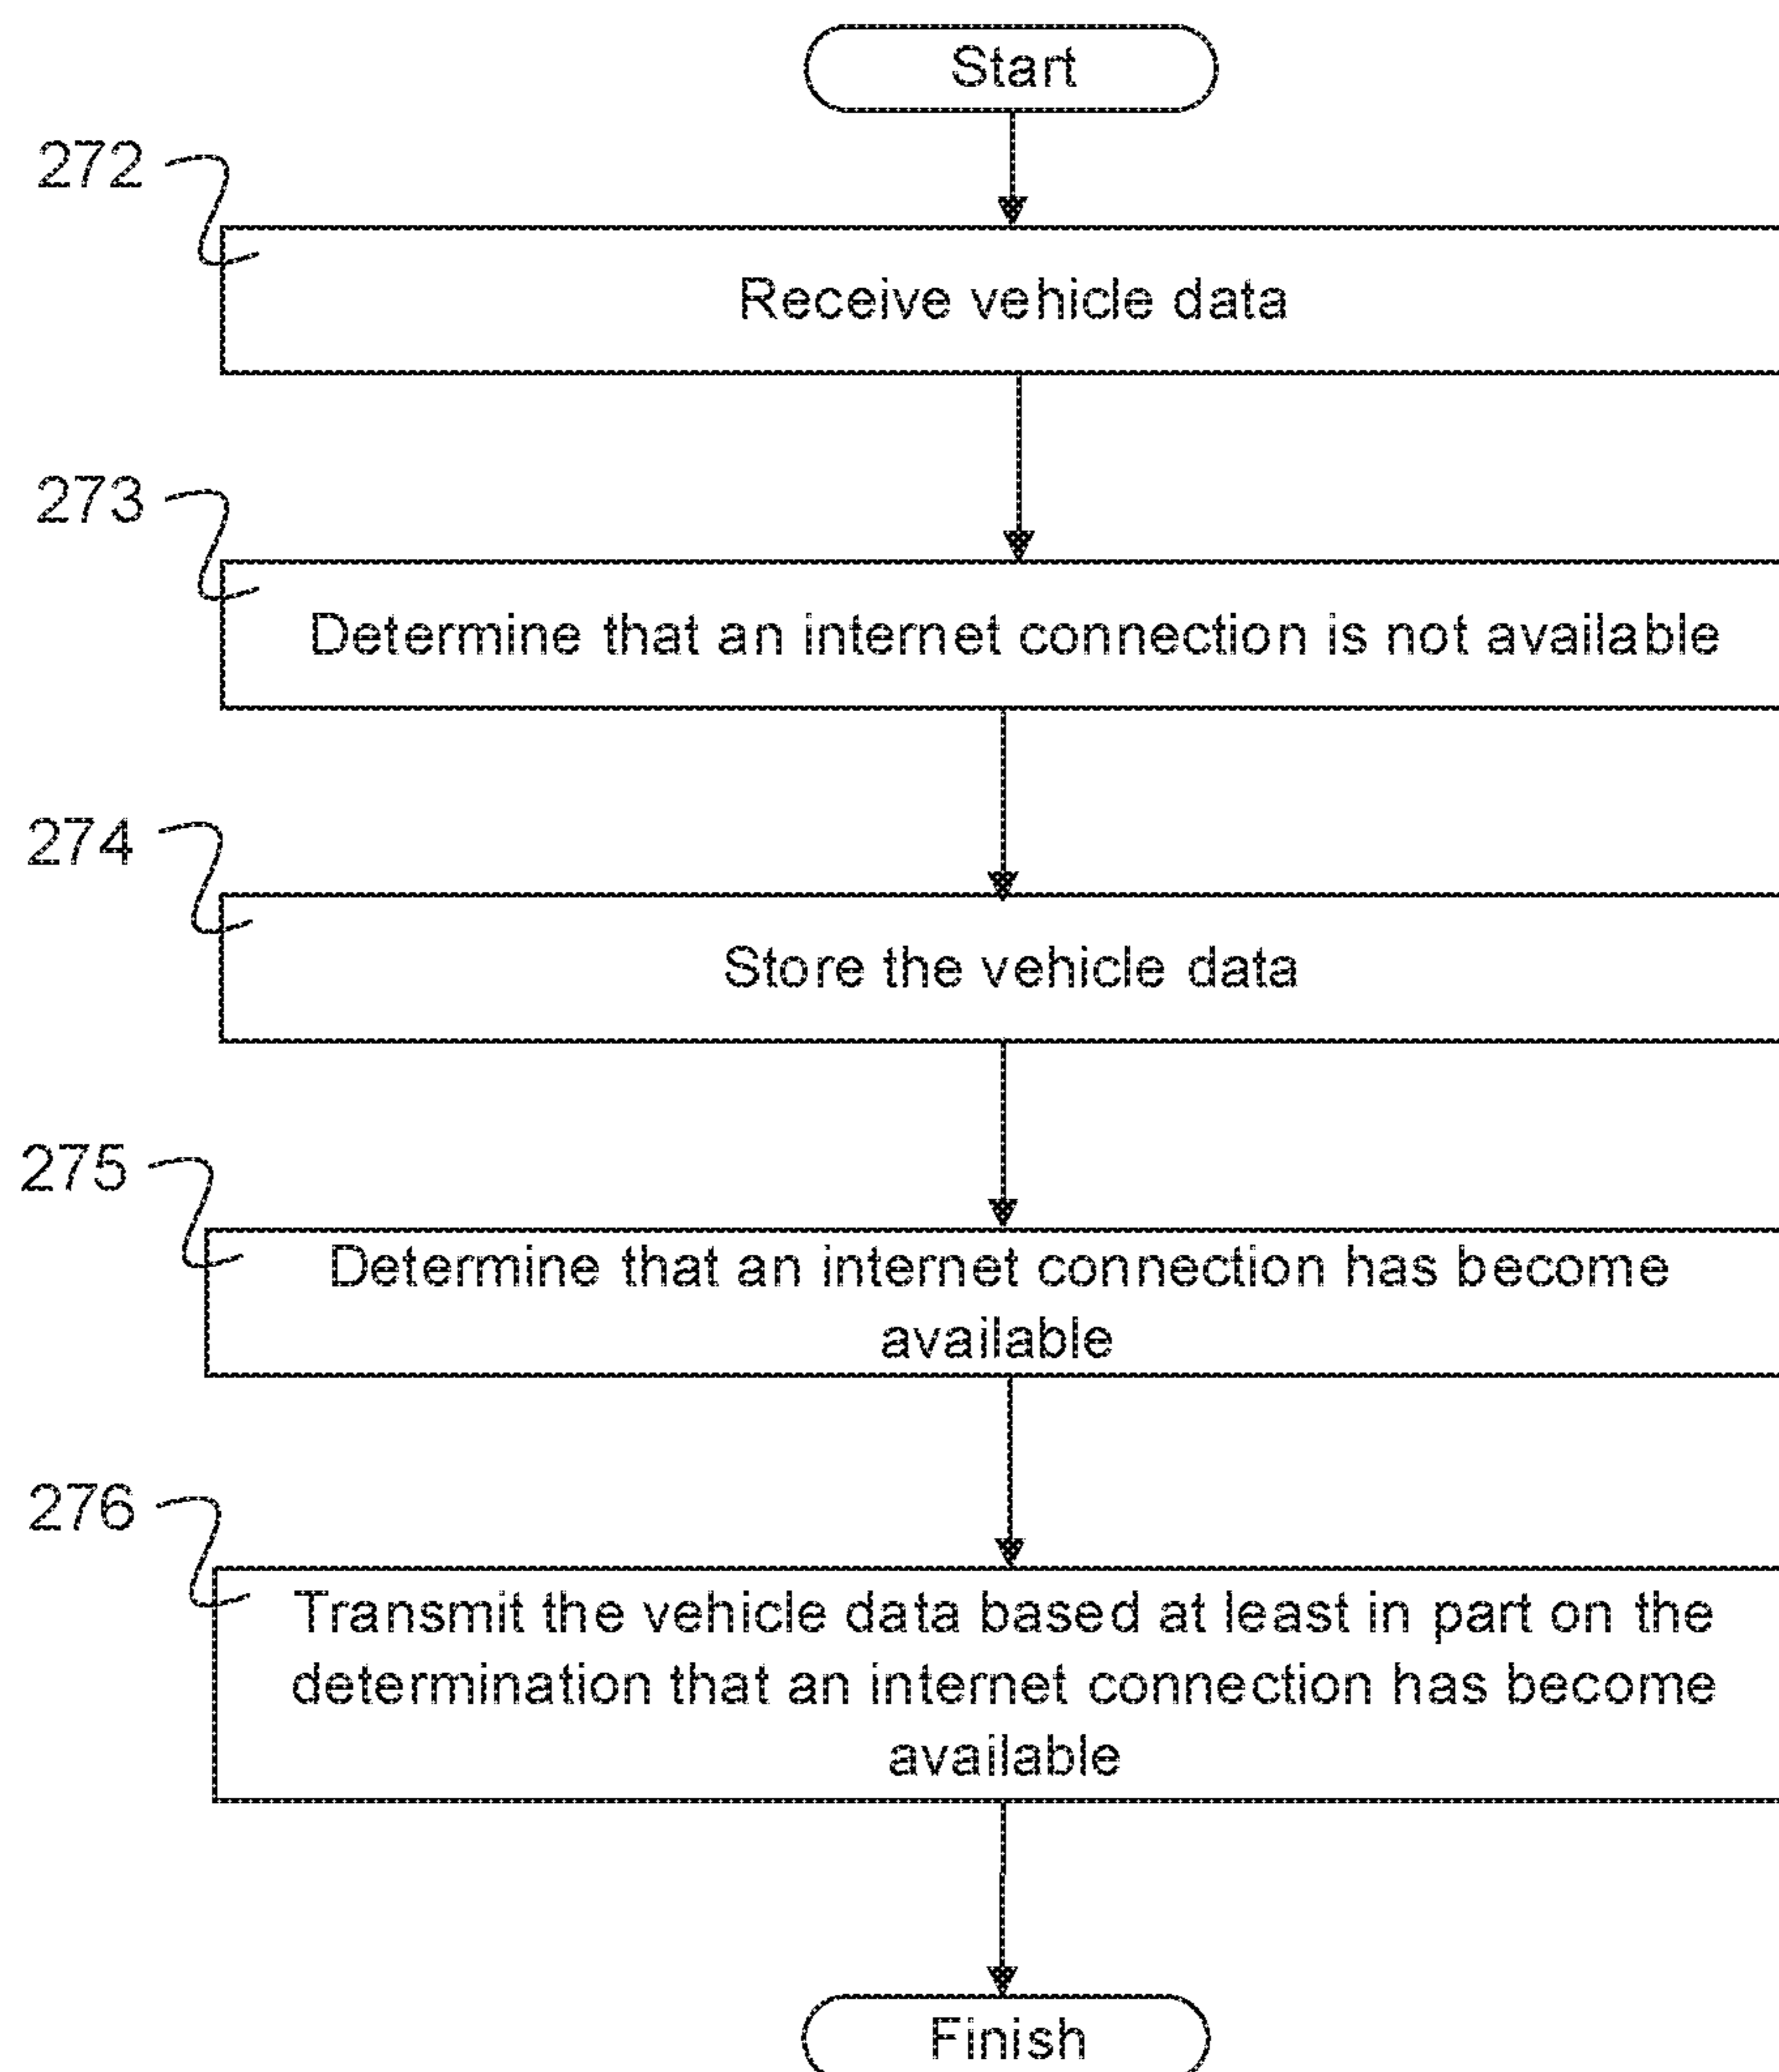 Start
272
Receive vehicle data
273
Determine that an internet connection is not available
274
Store the vehicle data
275
Determine that an internet connection has become
available
276
Transmit the vehicle data based at least in part on the
determination that an internet connection has become
available
Finish